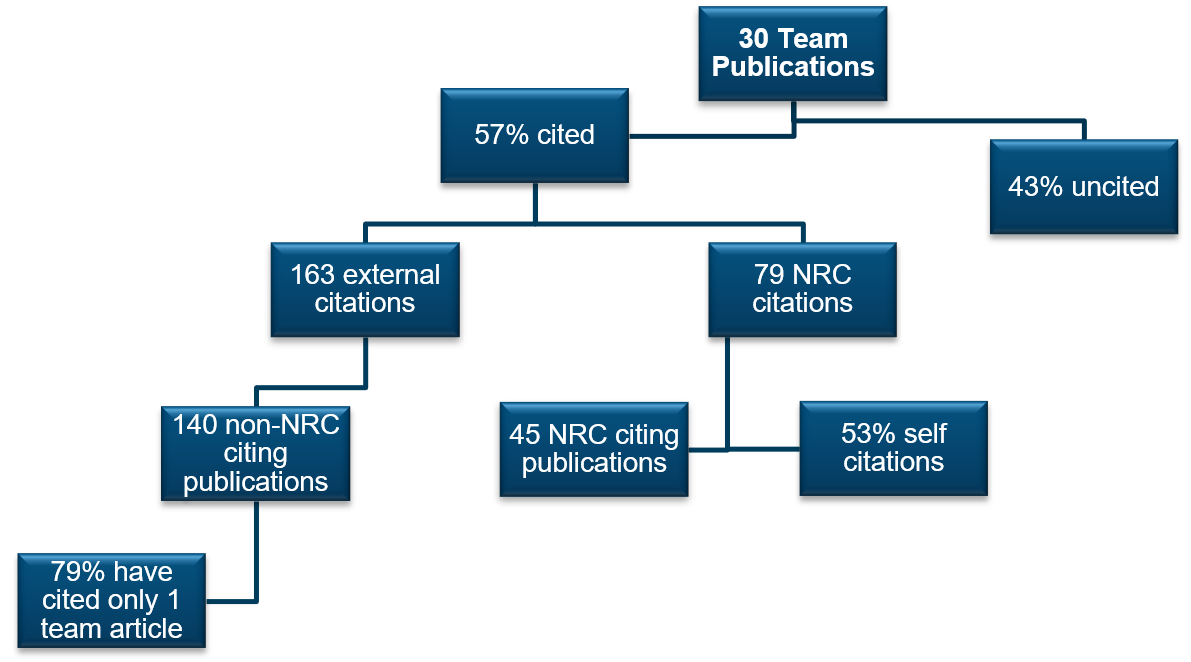 30 Team
Publications
57% cited
43% uncited
163 external
citations
79 NRC
citations
140 non-NRC
citing
publications
45 NRC citing
publications
53% self
citations
79% have
cited only 1
team article